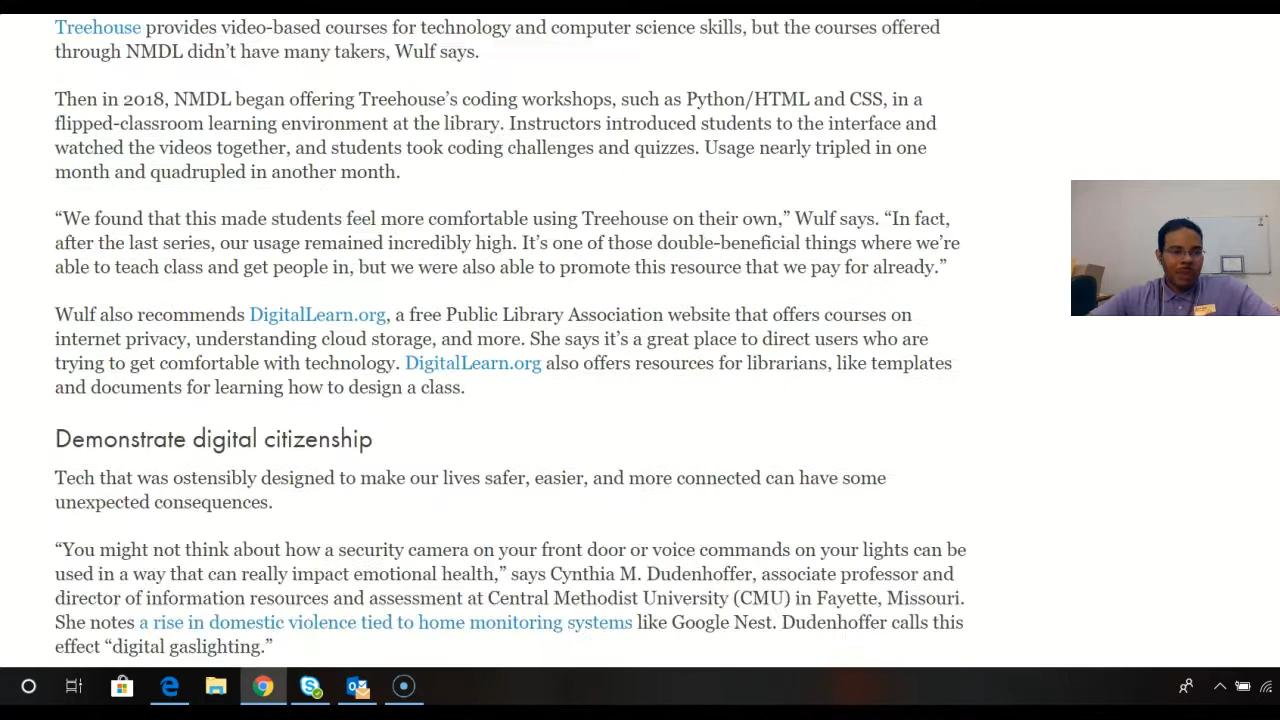 Treehouse provides video-based courses for technology and computer science skills, but the courses offered
through NMDL didn’t have many takers, Wulf says.
Then in 2018, NMDL began offering Treehouse’s coding workshops, such as Python/HTML and CSS, in a
flipped-classroom learning environment at the library. Instructors introduced students to the interface and
watched the videos together, and students took coding challenges and quizzes. Usage nearly tripled in one
month and quadrupled in another month.
“We found that this made students feel more comfortable using Treehouse on their own,” Wulf says. “In fact,
after the last series, our usage remained incredibly high. It’s one of those double-beneficial things where we’re
able to teach class and get people in, but we were also able to promote this resource that we pay for already.”
Wulf also recommends DigitalLearn.org, a free Public Library Association website that offers courses on
internet privacy, understanding cloud storage, and more. She says it’s a great place to direct users who are
trying to get comfortable with technology. DigitalLearn.org also offers resources for librarians, like templates
and documents for learning how to design a class.
Demonstrate digital citizenship
Tech that was ostensibly designed to make our lives safer, easier, and more connected can have some
unexpected consequences.
“You might not think about how a security camera on your front door or voice commands on your lights can be
used in a way that can really impact emotional health,” says Cynthia M. Dudenhoffer, associate professor and
director of information resources and assessment at Central Methodist University (CMU) in Fayette, Missouri.
She notes a rise in domestic violence tied to home monitoring systems like Google Nest. Dudenhoffer calls this
effect “digital gaslighting.”